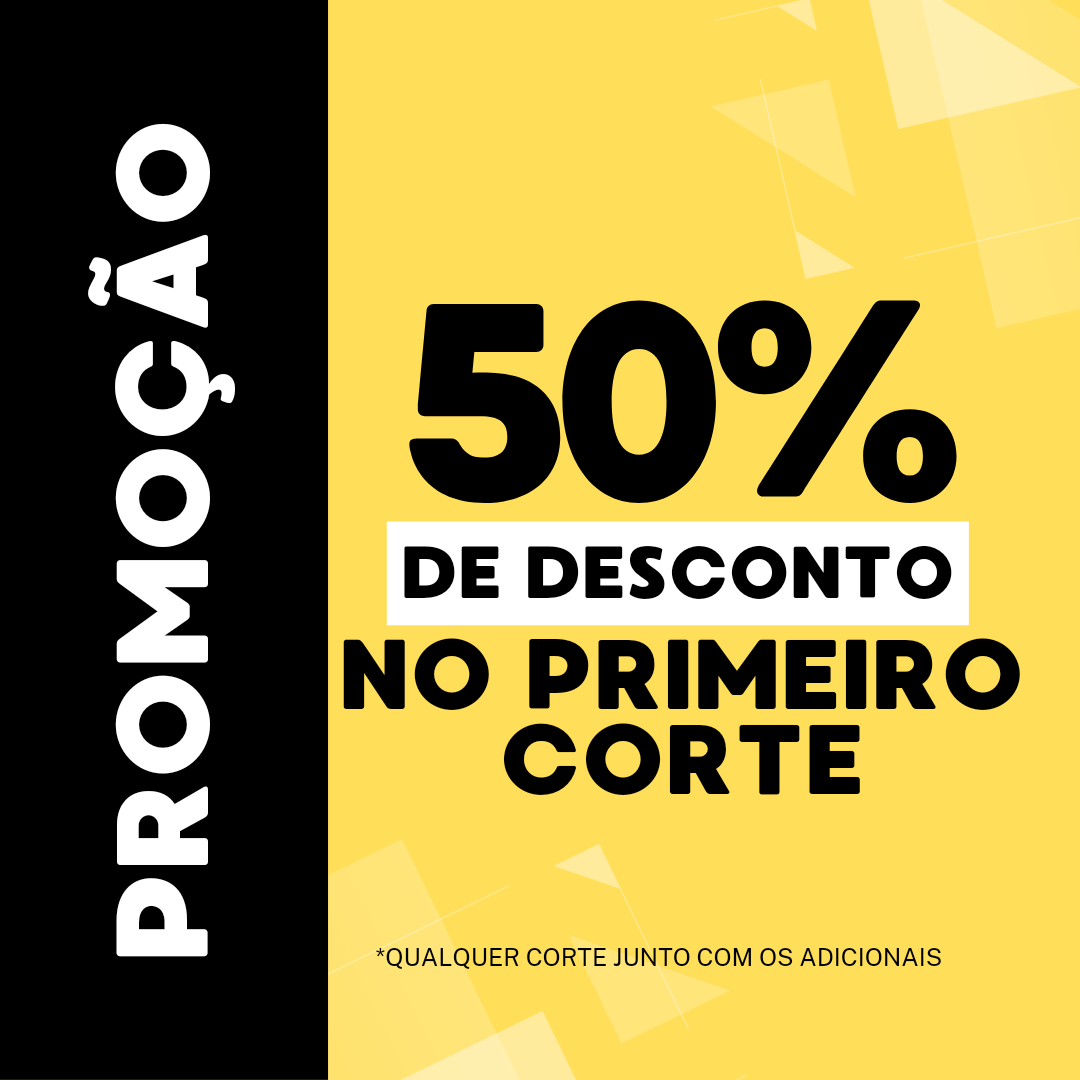 PROMOÇÃO
50%
DE DESCONTO
NO PRIMEIRO
CORTE
*QUALQUER CORTE JUNTO COM OS ADICIONAIS